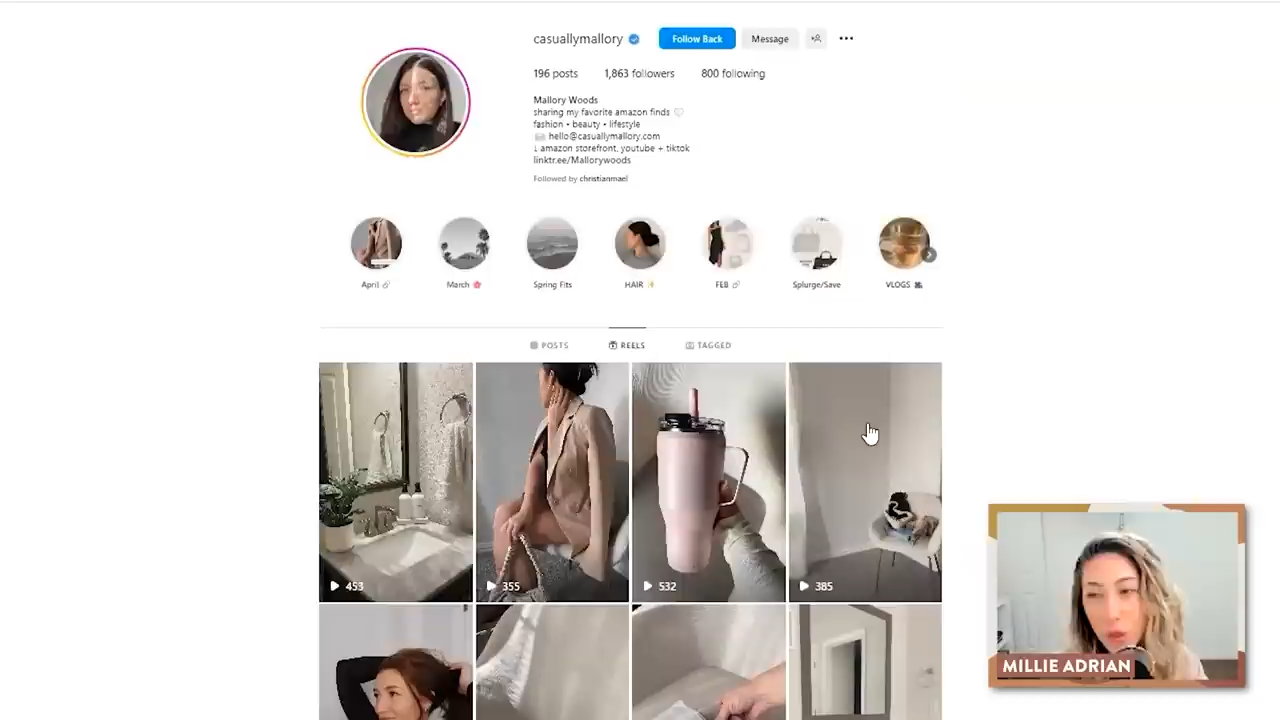 casuallymallory
Follow Back
Message
196 posts
1,863 followers
800 following
Mallory Woods
sharing my favorite amazon finds
fashion • beauty • lifestyle
hello@casuallymallory.com
↓ amazon storefront, youtube + tiktok
linktr.ee/Mallorywoods
Followed by christianmael
April
March
Spring Fits
HAIR
FEB
Splurge/Save
VLOGS
POSTS
REELS
TAGGED
453
355
532
385
MILLIE ADRIAN